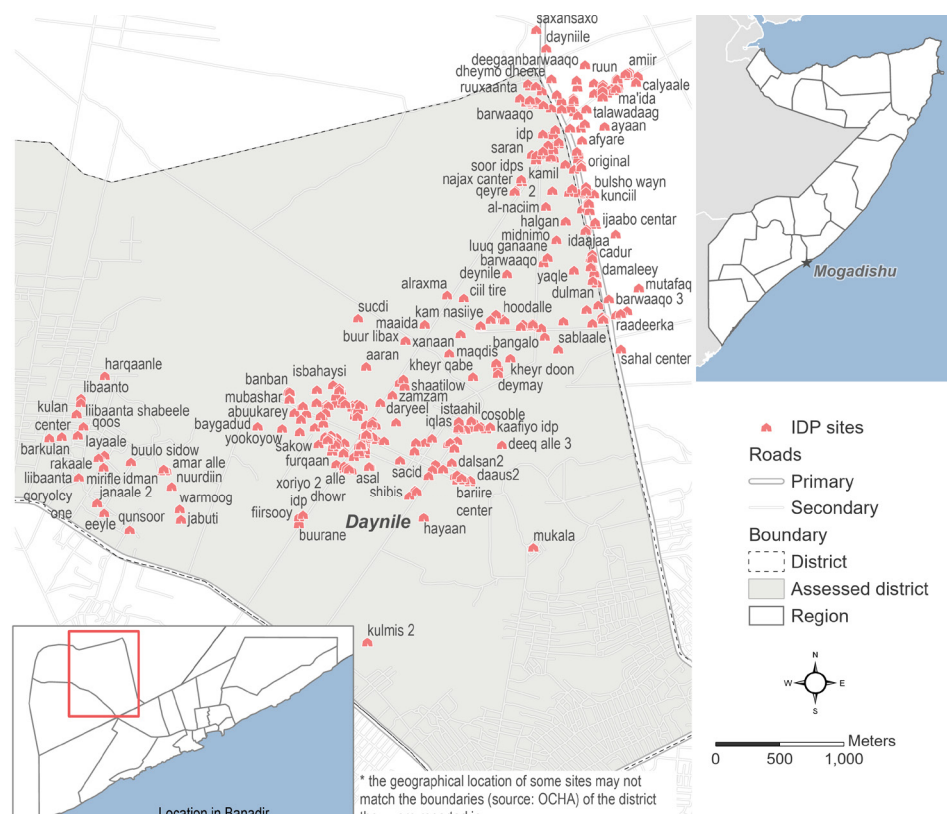 saxansaxo
dayniile
deegaanbarwaaqo
ruun
amiir
dheymo dheere
calyaale
ruuxaanta
ma'ida
barwaaqo
talawadaag
ayaan
idp
afyare
saran
original
soor idps
kamil
najax canter
bulsho wayn
qeyre
2
kunciil
al-naciim
halgan
ijaabo centar
midnimo
idaajaa
luuq ganaane
cadur
barwaaqo
damaleey
deynile
yaqle
mutafaq
alraxma
ciil tire
dulman
barwaaqo 3
sucdi
kam nasiiye
hoodalle
raadeerka
maaida
buur libax
xanaan
bangalo
sablaale
aaran
maqdis
sahal center
harqaanle
kheyr qabe
kheyr doon
isbahaysi
banban
shaatilow
deymay
libaanto
mubashar
zamzam
kulan
liibaanta shabeele
abuukarey
daryeel
istaahil
cosoble
center
qoos
baygadud
iqlas
kaafiyo idp
barkulan
layaale
yookoyow
sakow
deeq alle 3
rakaale
buulo sidow
furqaan
dalsan2
mirifle
idman
amar alle
alle
asal
sacid
daaus2
liibaanta
nuurdiin
xoriyo 2
janaale 2
warmoog
idp
dhowr
shibis
bariire
qoryolcy
center
one
eeyle
qunsoor
jabuti
fiirsooy
Daynile
hayaan
buurane
mukala
kulmis 2
Mogadishu
IDP sites
Roads
Primary
Secondary
Boundary
District
Assessed district
Region
N
W
E
S
0
500
1,000
Meters
Location in Banadir
* the geographical location of some sites may not
match the boundaries (source: OCHA) of the district